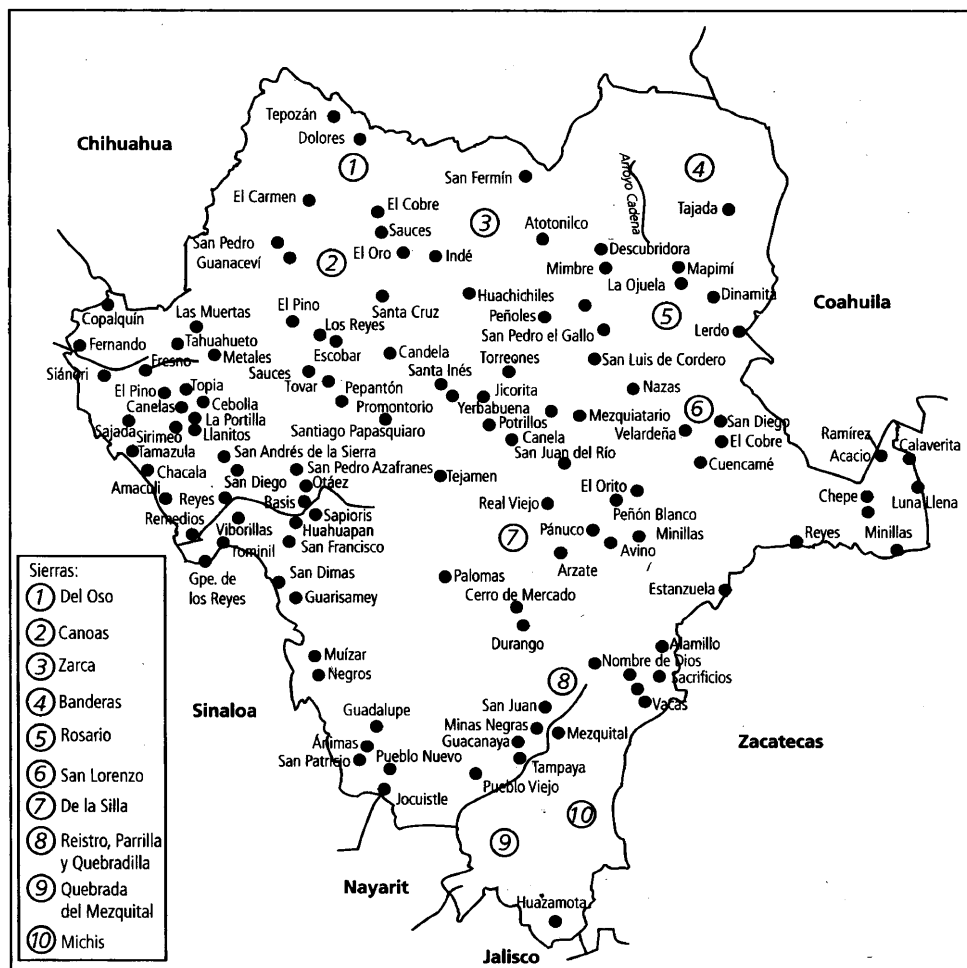 Tepozán
Chihuahua
Dolores
1
San Fermín
Arroyo Cadena
4
El Carmen
El Cobre
Tajada
3
Sauces
Atotonilco
San Pedro
Guanaceví
2
El Oro
Indé
Descubridora
Mimbre
Mapimí
La Ojuela
Dinamita
Coahuila
Copalquín
Las Muertas
El Pino
Santa Cruz
Huachichiles
Peñoles
5
San Pedro el Gallo
Lerdo
Fernando
Tahuahueto
Los Reyes
Escobar
Candela
Torreones
San Luis de Cordero
Fresno
Metales
Siánori
Sauces
Tovar
Santa Inés
Nazas
El Pino
Topia
Pepantón
Jicorita
Canelas
Cebolla
Promontorio
Yerbabuena
6
La Portilla
Potrillos
Mezquiatario
San Diego
Sajada
Sirimeo
Llanitos
Santiago Papasquiaro
Canela
Velardeña
El Cobre
Ramírez
Calaverita
Tamazula
San Andrés de la Sierra
San Juan del Río
Cuencamé
Acacio
Chacala
San Diego
San Pedro Azafranes
Tejamen
Otáez
Amaculi
Reyes
Basis
Real Viejo
El Orito
Chepe
Luna Llena
Remedios
Viborillas
Sapioris
Huahuapan
Peñón Blanco
Tominil
San Francisco
7
Pánuco
Minillas
Reyes
Minillas
Avino
Sierras:
Gpe. de
los Reyes
San Dimas
Palomas
Arzate
Estanzuela
1 Del Oso
Guarisamey
Cerro de Mercado
2 Canoas
Durango
3 Zarca
Muízar
Alamillo
4 Banderas
Negros
Nombre de Dios
Sacrificios
8
5 Rosario
Sinaloa
Guadalupe
San Juan
Vacas
Minas Negras
Mezquital
Zacatecas
6 San Lorenzo
Ánimas
Guacanaya
San Patricio
Pueblo Nuevo
Tampaya
7 De la Silla
Jocuistle
Pueblo Viejo
8 Reistro, Parrilla
y Quebradilla
10
9
9 Quebrada
del Mezquital
Nayarit
Huazamota
10 Michis
Jalisco